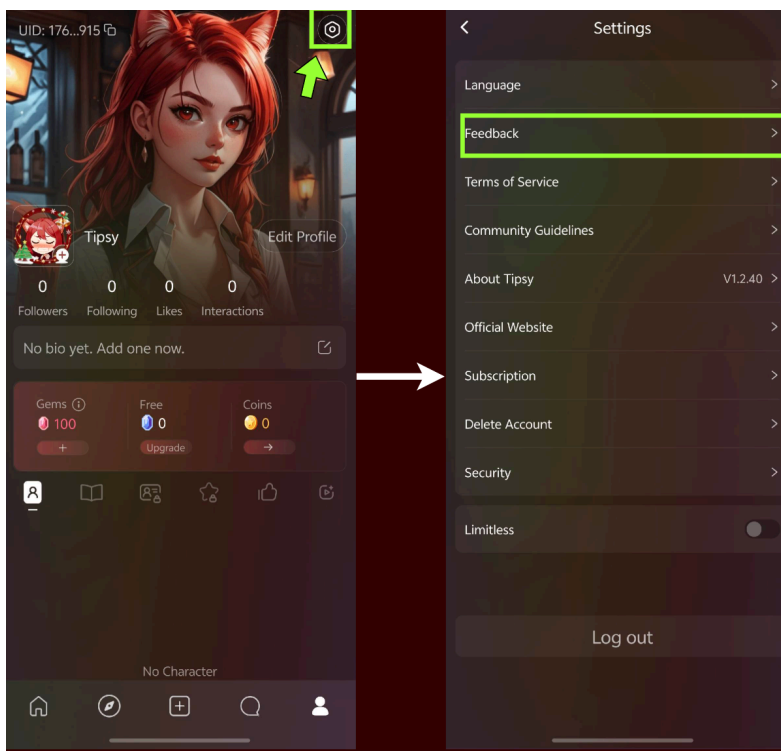 UID: 176...915
Tipsy
Edit Profile
0 0 0 0
Followers Following Likes Interactions
No bio yet. Add one now.
Gems Free Coins
100 0 0
+ Upgrade →
No Character
Settings
Language
Feedback
Terms of Service
Community Guidelines
About Tipsy V1.2.40
Official Website
Subscription
Delete Account
Security
Limitless
Log out